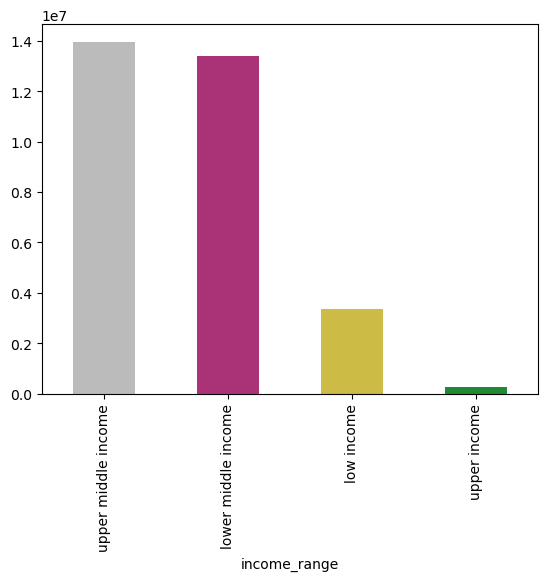 1e7
1.4
1.2
1.0
0.8
0.6
0.4
0.2
0.0
upper middle income
lower middle income
low income
upper income
income_range